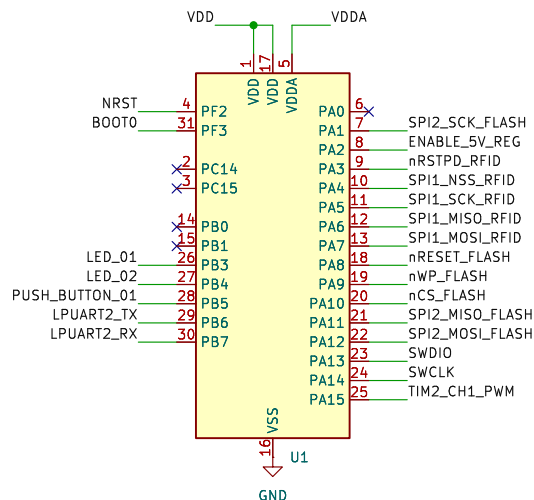 VDD VDDA
1 17 5
VDD VDD VDDA
NRST 4 PF2 PA0 6
BOOT0 31 PF3 PA1 7 SPI2_SCK_FLASH
PA2 8 ENABLE_5V_REG
2 PC14 PA3 9 nRSTPD_RFID
3 PC15 PA4 10 SPI1_NSS_RFID
PA5 11 SPI1_SCK_RFID
14 PB0 PA6 12 SPI1_MISO_RFID
15 PB1 PA7 13 SPI1_MOSI_RFID
LED_01 26 PB3 PA8 18 nRESET_FLASH
LED_02 27 PB4 PA9 19 nWP_FLASH
PUSH_BUTTON_01 28 PB5 PA10 20 nCS_FLASH
LPUART2_TX 29 PB6 PA11 21 SPI2_MISO_FLASH
LPUART2_RX 30 PB7 PA12 22 SPI2_MOSI_FLASH
PA13 23 SWDIO
PA14 24 SWCLK
PA15 25 TIM2_CH1_PWM
VSS
16 U1
GND